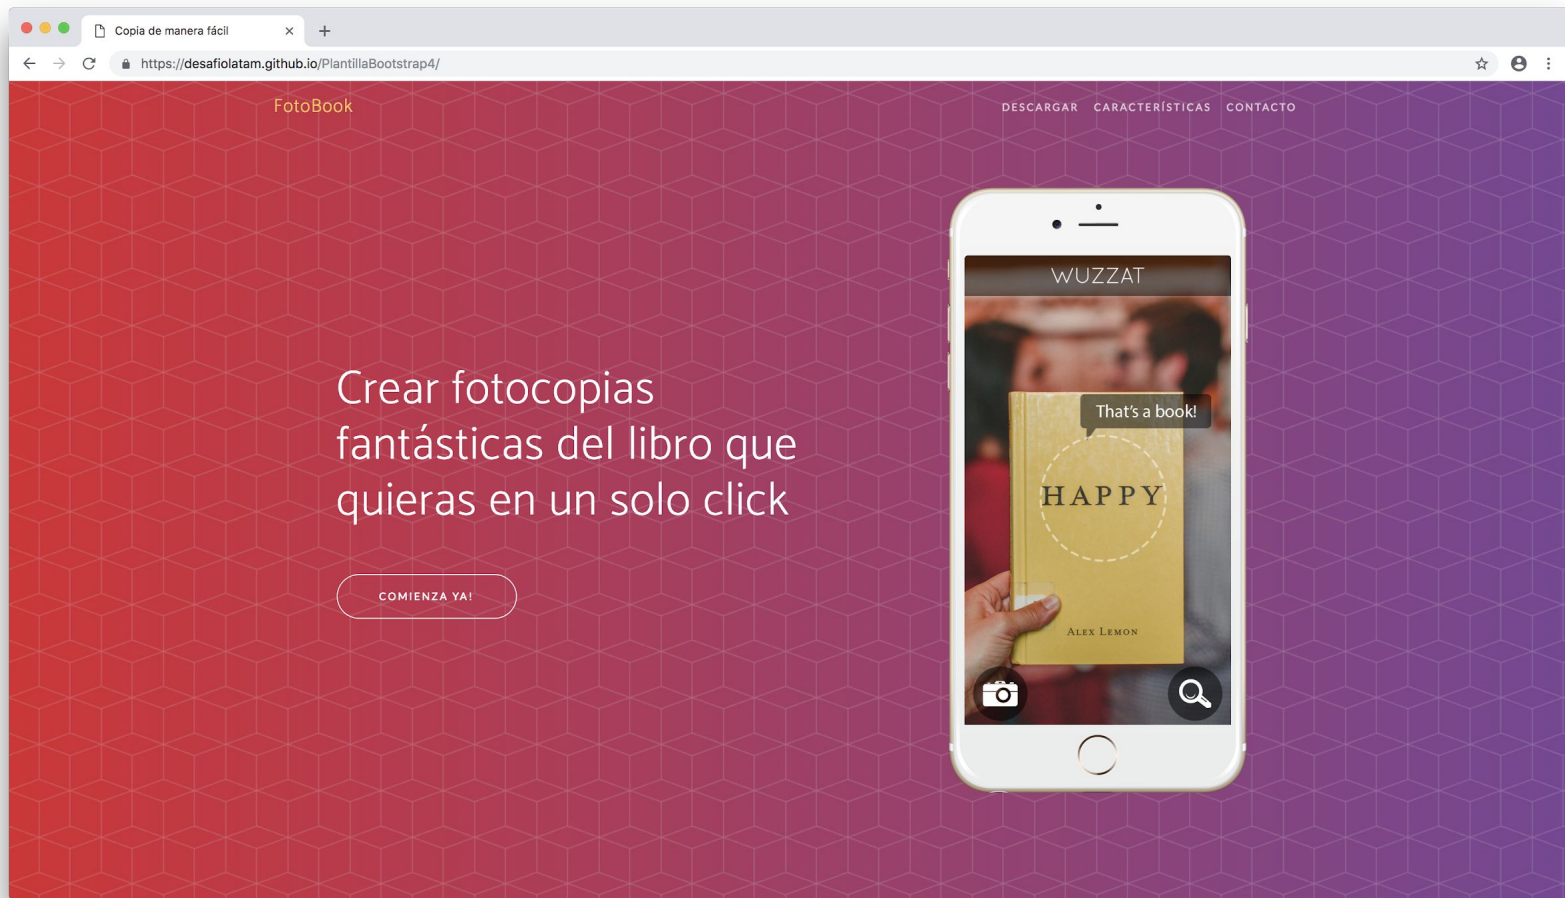 Copia de manera fácil
https://desafiolatam.github.io/PlantillaBootstrap4/
FotoBook
DESCARGAR CARACTERÍSTICAS CONTACTO
WUZZAT
That's a book!
HAPPY
ALEX LEMON
Crear fotocopias
fantásticas del libro que
quieras en un solo click
COMIENZA YA!